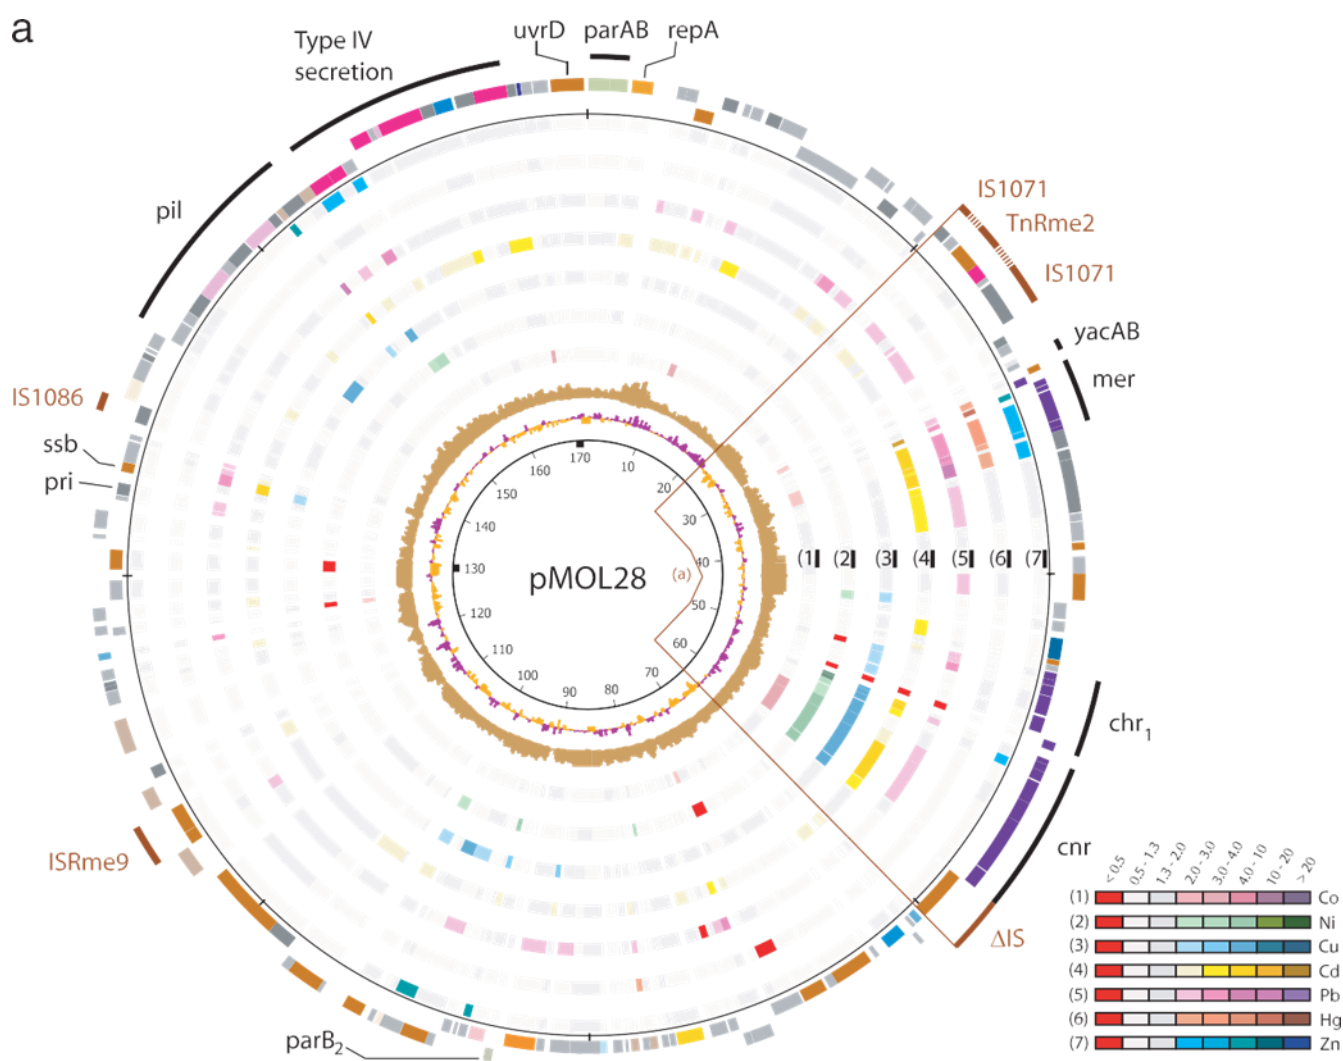 a
Type IV
secretion
uvrD
parAB
repA
pil
IS1071
TnRme2
IS1071
yacAB
mer
IS1086
ssb
pri
170
10
160
20
150
30
140
(1)
(2)
(3)
(4)
(5)
(6)
(7)
40
130
pMOL28
(a)
50
120
60
110
70
100
90
80
chr1
cnr
ISRme9
ΔIS
parB2
< 0.5
0.5 - 1.3
1.3 - 2.0
2.0 - 3.0
3.0 - 4.0
4.0 - 10
10 - 20
> 20
(1) Co
(2) Ni
(3) Cu
(4) Cd
(5) Pb
(6) Hg
(7) Zn